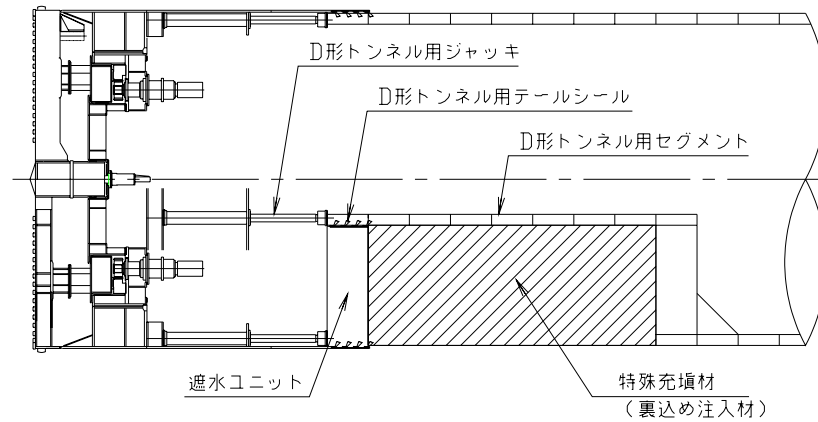 D形トンネル用ジャッキ
D形トンネル用テールシール
D形トンネル用セグメント
遮水ユニット
特殊充塡材
（裏込め注入材）